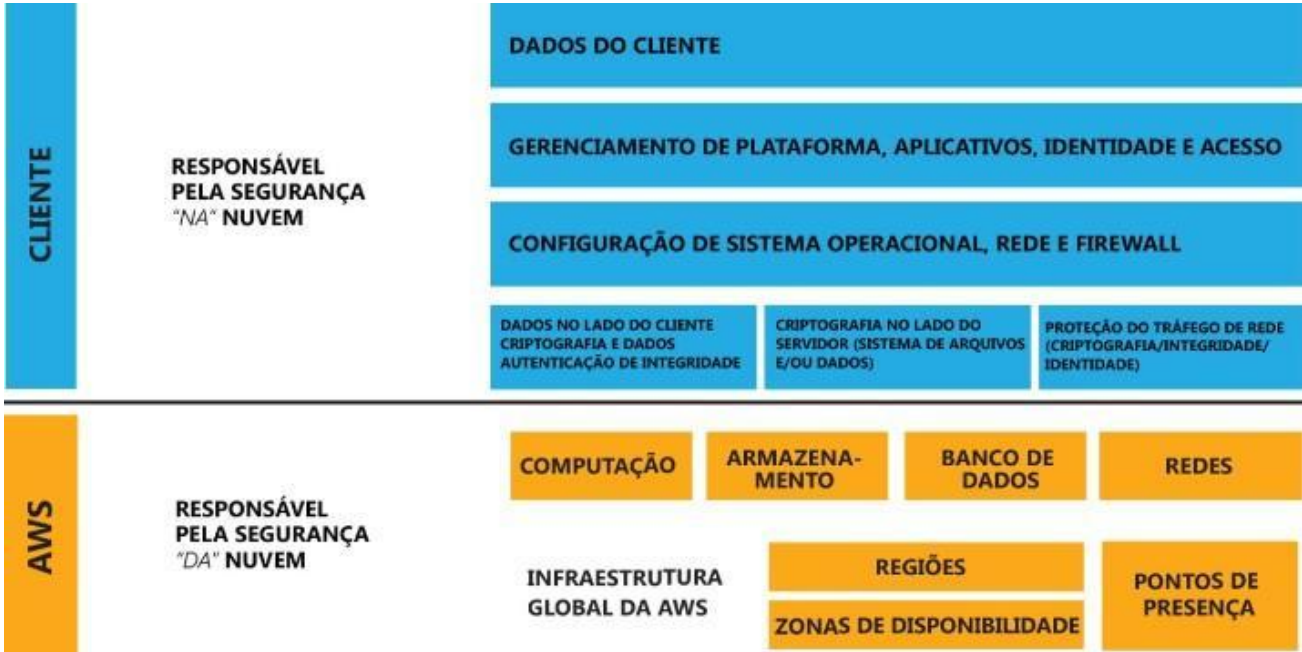 CLIENTE
RESPONSÁVEL
PELA SEGURANÇA
"NA" NUVEM
DADOS DO CLIENTE
GERENCIAMENTO DE PLATAFORMA, APLICATIVOS, IDENTIDADE E ACESSO
CONFIGURAÇÃO DE SISTEMA OPERACIONAL, REDE E FIREWALL
DADOS NO LADO DO CLIENTE
CRIPTOGRAFIA E DADOS
AUTENTICAÇÃO DE INTEGRIDADE
CRIPTOGRAFIA NO LADO DO
SERVIDOR (SISTEMA DE ARQUIVOS
E/OU DADOS)
PROTEÇÃO DO TRÁFEGO DE REDE
(CRIPTOGRAFIA/INTEGRIDADE/
IDENTIDADE)
AWS
RESPONSÁVEL
PELA SEGURANÇA
"DA" NUVEM
COMPUTAÇÃO
ARMAZENA-
MENTO
BANCO DE
DADOS
REDES
INFRAESTRUTURA
GLOBAL DA AWS
REGIÕES
ZONAS DE DISPONIBILIDADE
PONTOS DE
PRESENÇA